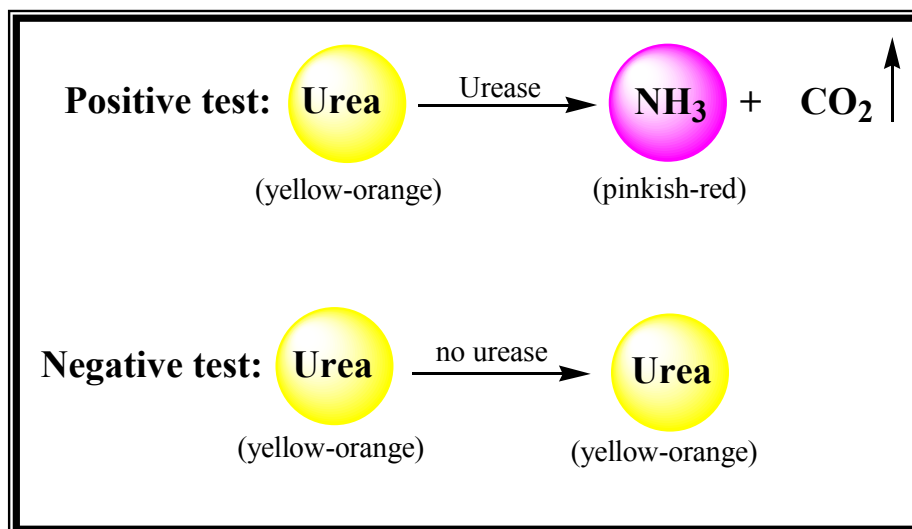 Positive test: Urea Urease NH3 + CO2
(yellow-orange) (pinkish-red)
Negative test: Urea no urease Urea
(yellow-orange) (yellow-orange)